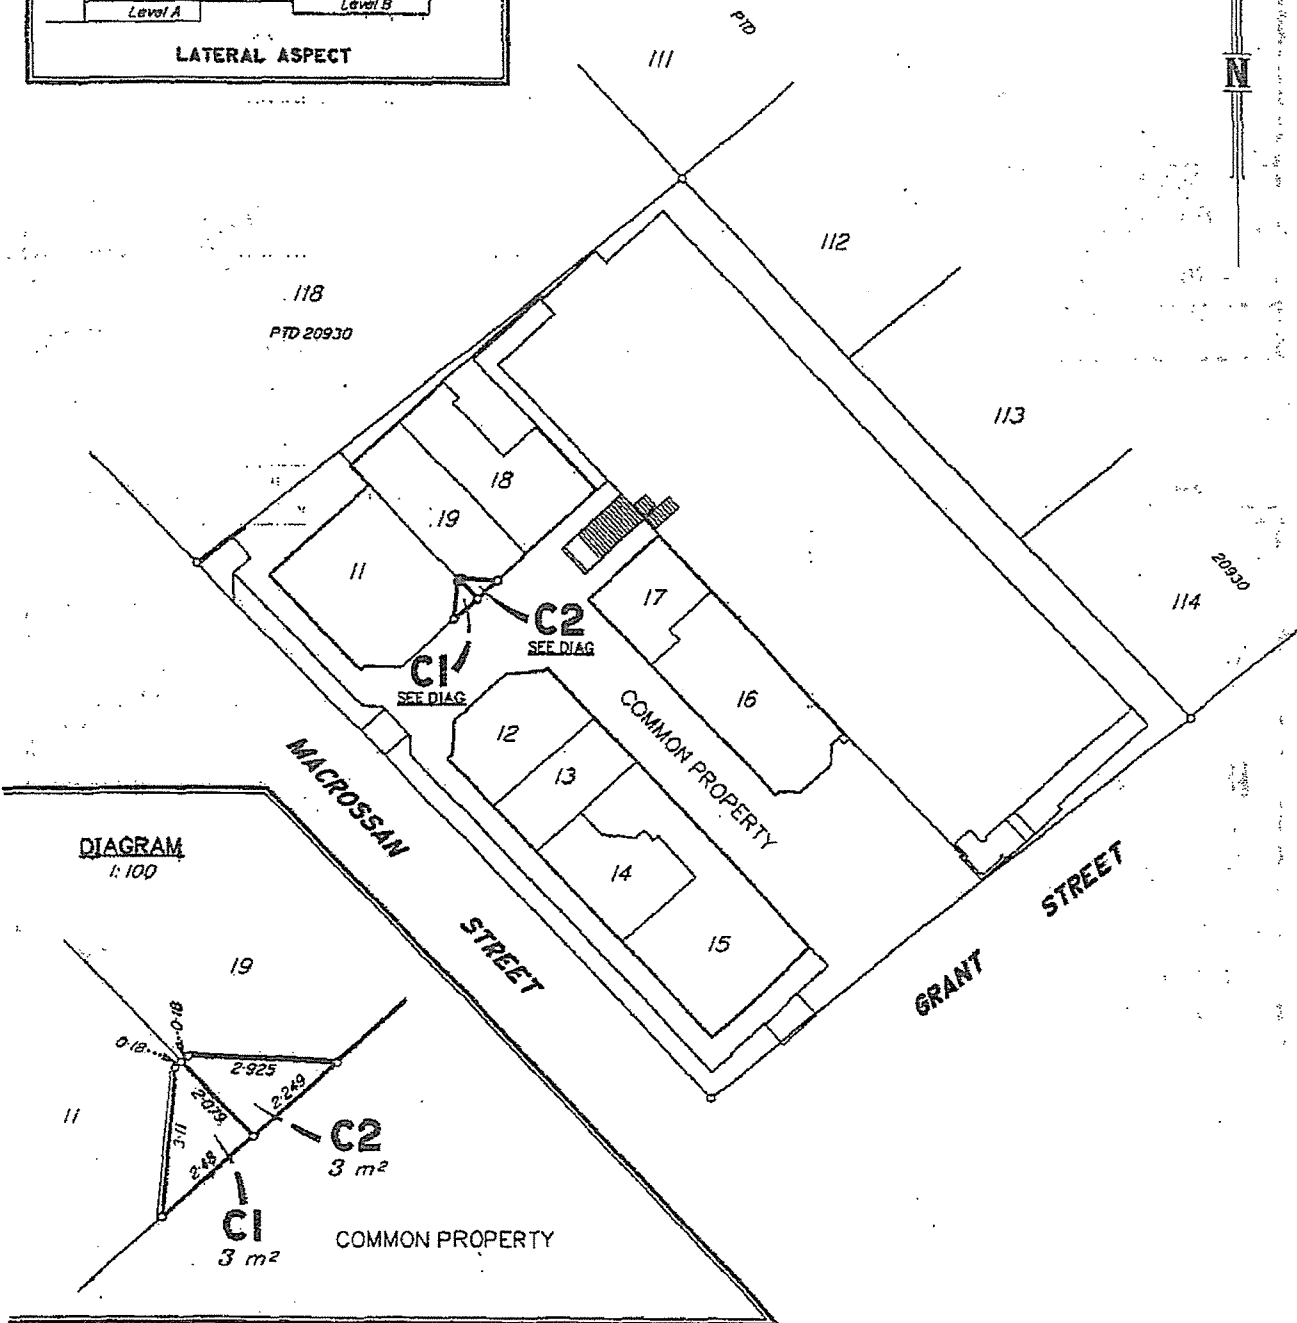 Level A
Level B
LATERAL ASPECT
PTD
111
N
112
118
PTD 20930
113
18
19
11
20930
114
17
C2
SEE DIAG
C1
SEE DIAG
16
COMMON PROPERTY
12
13
14
15
MACROSSAN STREET
GRANT STREET
DIAGRAM
1:100
19
0·18
0·18
2·925
2·249
2·079
11
3·11
2·48
C2
3 m²
C1
3 m²
COMMON PROPERTY